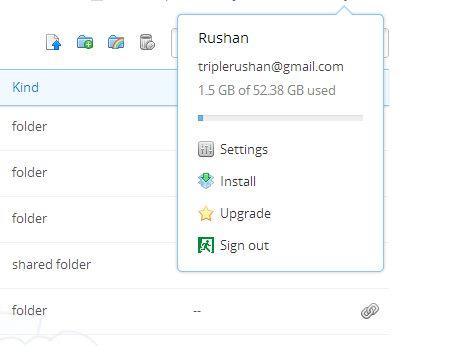 Rushan
triplerushan@gmail.com
1.5 GB of 52.38 GB used
Settings
Install
Upgrade
Sign out
Kind
folder
folder
folder
shared folder
folder --